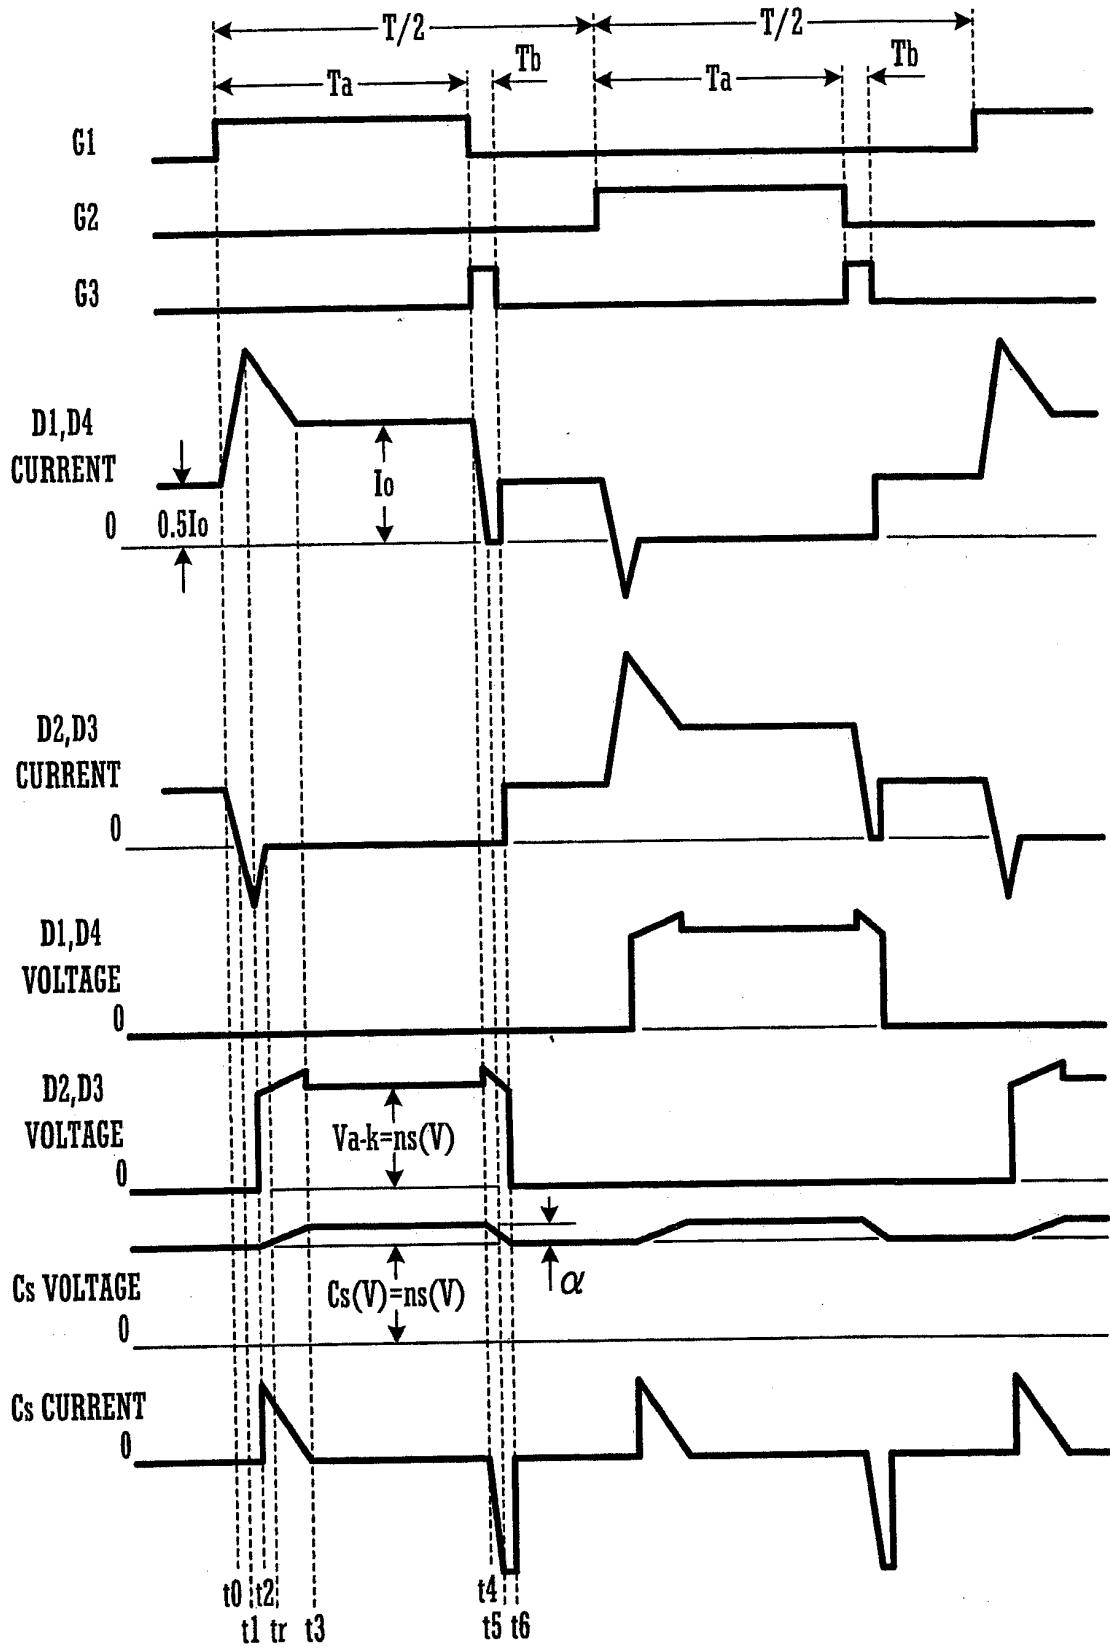 T/2 T/2
Ta Tb Ta Tb
G1
G2
G3
D1,D4
CURRENT
Io
0 0.5Io
D2,D3
CURRENT
0
D1,D4
VOLTAGE
0
D2,D3
VOLTAGE
Va-k=ns(V)
0
α
Cs VOLTAGE
Cs(V)=ns(V)
0
Cs CURRENT
0
t0 t2 t4
t1 tr t3 t5 t6